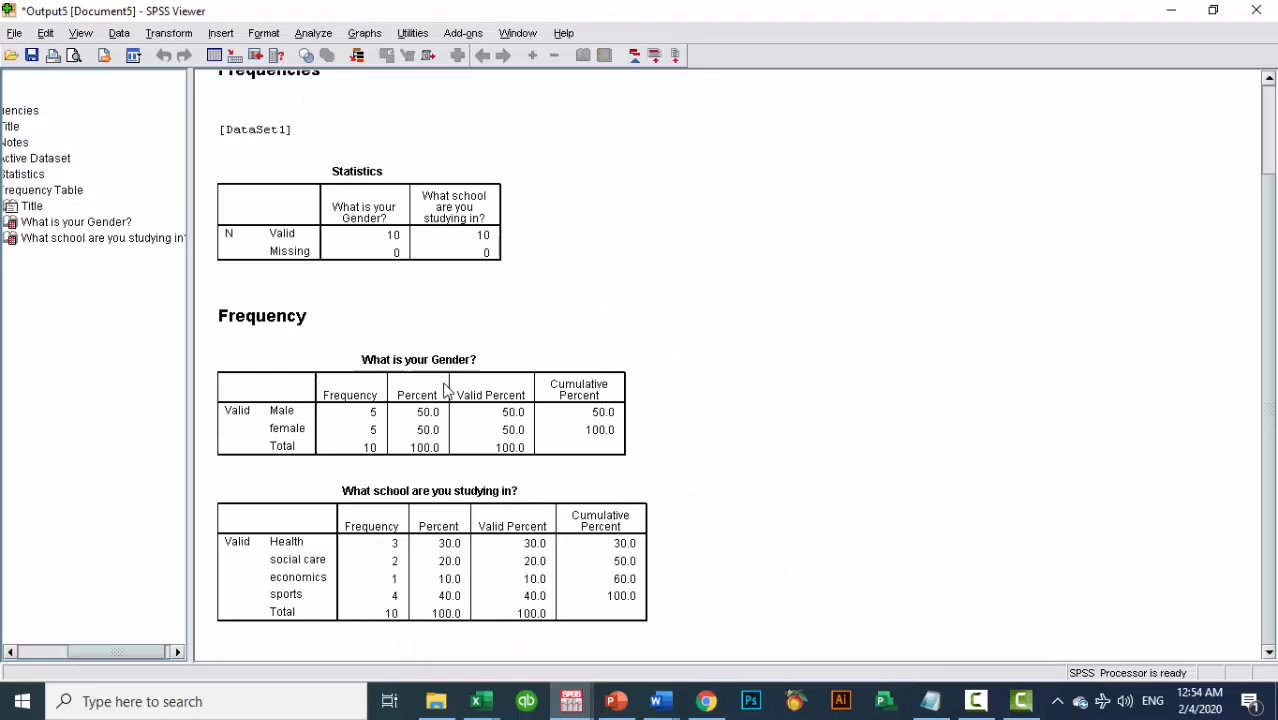 *Output5 [Document5] - SPSS Viewer
File Edit View Data Transform Insert Format Analyze Graphs Utilities Add-ons Window Help
Frequencies
[DataSet1]
uencies
Title
Notes
Active Dataset
Statistics
Frequency Table
Title
What is your Gender?
What school are you studying in?
Statistics
What is your Gender? What school are you studying in?
N Valid 10 10
Missing 0 0
Frequency
What is your Gender?
Frequency Percent Valid Percent Cumulative Percent
Valid Male 5 50.0 50.0 50.0
female 5 50.0 50.0 100.0
Total 10 100.0 100.0
What school are you studying in?
Frequency Percent Valid Percent Cumulative Percent
Valid Health 3 30.0 30.0 30.0
social care 2 20.0 20.0 50.0
economics 1 10.0 10.0 60.0
sports 4 40.0 40.0 100.0
Total 10 100.0 100.0
SPSS Processor is ready
Type here to search
ENG
12:54 AM
2/4/2020